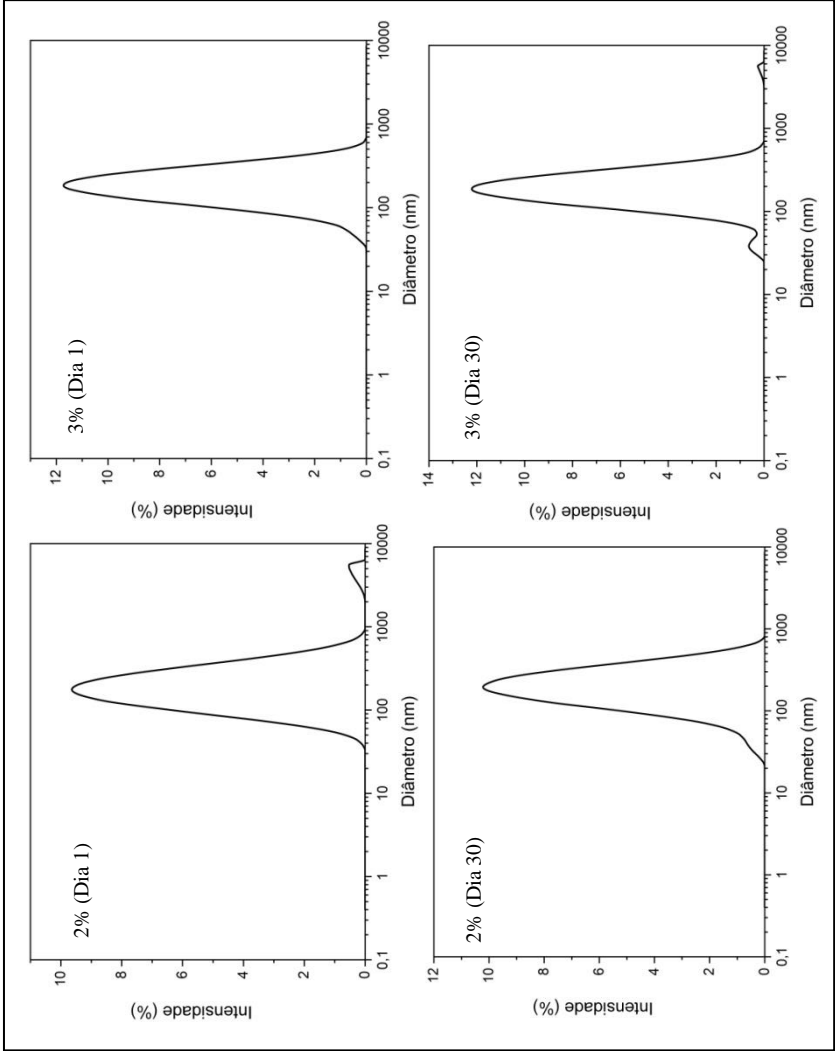 2% (Dia 1)
Intensidade (%)
10
8
6
4
2
0
0,1 1 10 100 1000 10000
Diâmetro (nm)
3% (Dia 1)
Intensidade (%)
12
10
8
6
4
2
0
0,1 1 10 100 1000 10000
Diâmetro (nm)
2% (Dia 30)
Intensidade (%)
12
10
8
6
4
2
0
0,1 1 10 100 1000 10000
Diâmetro (nm)
3% (Dia 30)
Intensidade (%)
14
12
10
8
6
4
2
0
0,1 1 10 100 1000 10000
Diâmetro (nm)